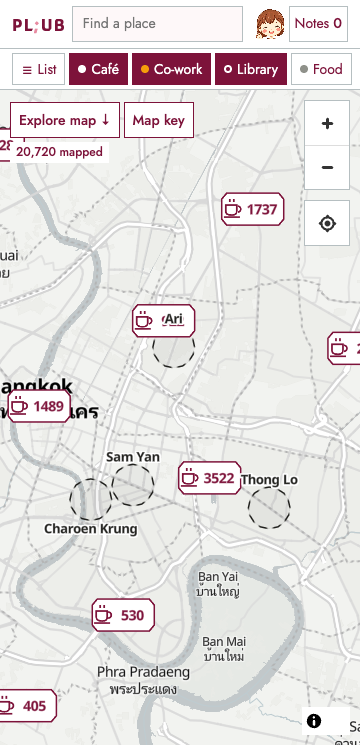 PL;UB
Find a place
Notes 0
List
Café
Co-work
Library
Food
Explore map ↓
Map key
20,720 mapped
1737
Ari
1489
Sam Yan
3522
Thong Lo
Charoen Krung
Ban Yai
บ้านใหญ่
530
Ban Mai
บ้านใหม่
Phra Pradaeng
พระประแดง
405